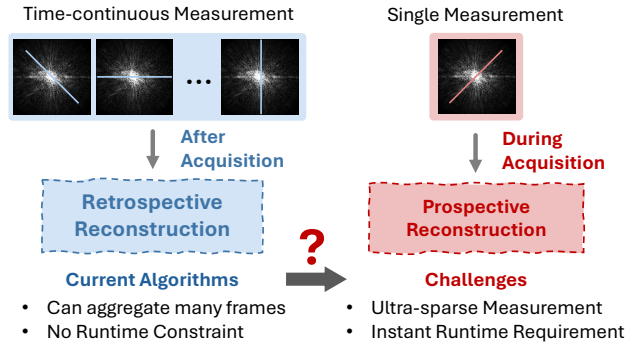 Time-continuous Measurement
...
After
Acquisition
Retrospective
Reconstruction
Current Algorithms
• Can aggregate many frames
• No Runtime Constraint
?
Single Measurement
During
Acquisition
Prospective
Reconstruction
Challenges
• Ultra-sparse Measurement
• Instant Runtime Requirement